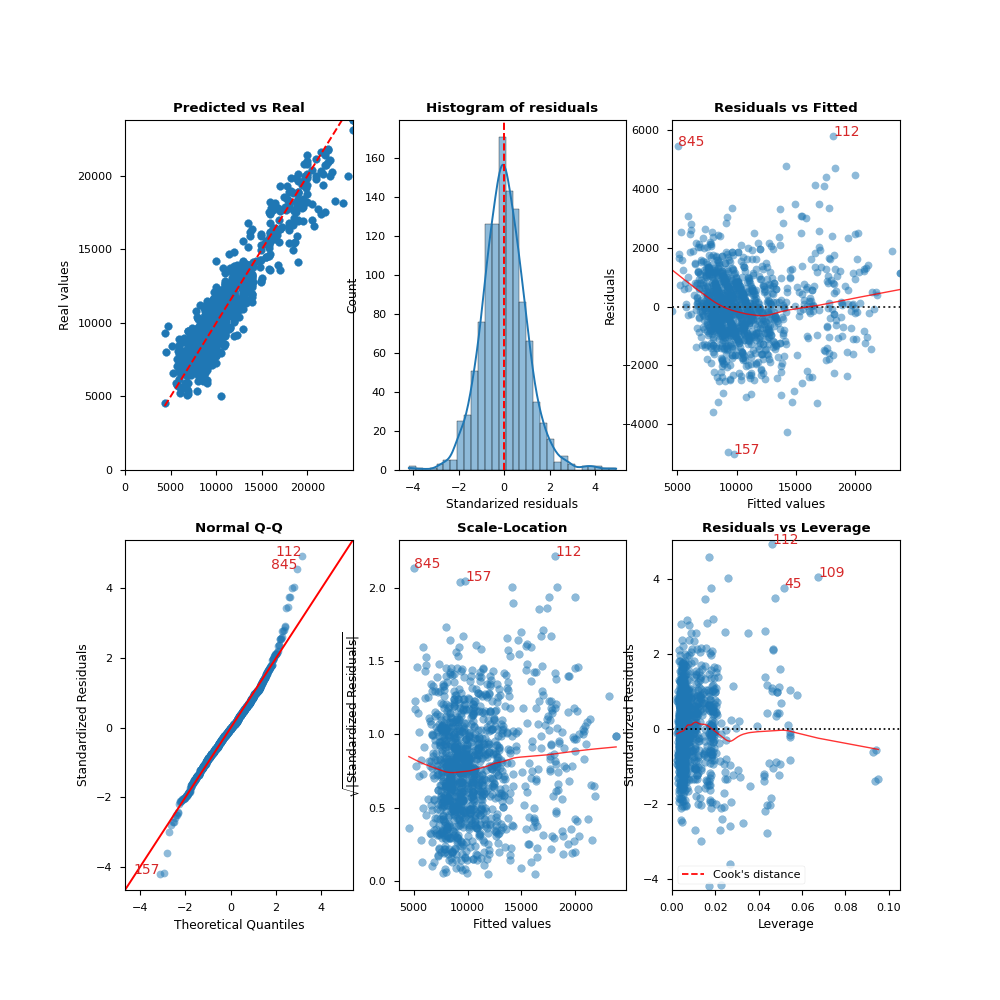 Predicted vs Real
Real values
20000
15000
10000
5000
0
0 5000 10000 15000 20000
Histogram of residuals
Count
160
140
120
100
80
60
40
20
0
−4 −2 0 2 4
Standarized residuals
Residuals vs Fitted
Residuals
6000
4000
2000
0
−2000
−4000
845
112
157
5000 10000 15000 20000
Fitted values
Normal Q-Q
Standardized Residuals
4
2
0
−2
−4
112
845
157
−4 −2 0 2 4
Theoretical Quantiles
Scale-Location
√|Standardized Residuals|
2.0
1.5
1.0
0.5
0.0
845
112
157
5000 10000 15000 20000
Fitted values
Residuals vs Leverage
Standardized Residuals
4
2
0
−2
−4
112
109
45
Cook's distance
0.00 0.02 0.04 0.06 0.08 0.10
Leverage